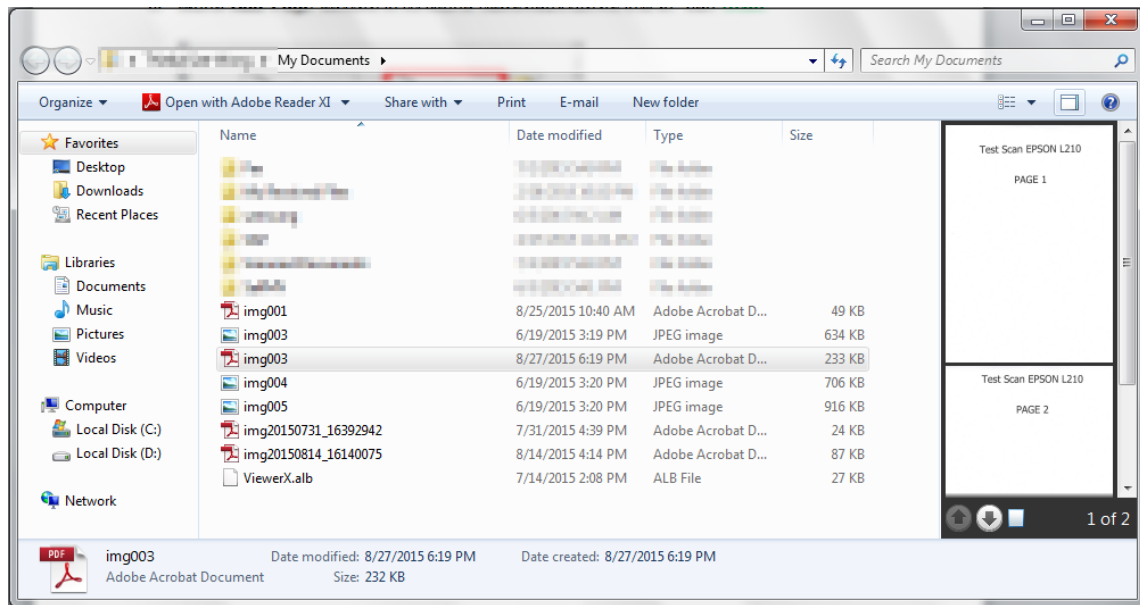 My Documents
Search My Documents
Organize Open with Adobe Reader XI Share with Print E-mail New folder
Favorites
Desktop
Downloads
Recent Places
Libraries
Documents
Music
Pictures
Videos
Computer
Local Disk (C:)
Local Disk (D:)
Network
Name Date modified Type Size
img001 8/25/2015 10:40 AM Adobe Acrobat D... 49 KB
img003 6/19/2015 3:19 PM JPEG image 634 KB
img003 8/27/2015 6:19 PM Adobe Acrobat D... 233 KB
img004 6/19/2015 3:20 PM JPEG image 706 KB
img005 6/19/2015 3:20 PM JPEG image 916 KB
img20150731_16392942 7/31/2015 4:39 PM Adobe Acrobat D... 24 KB
img20150814_16140075 8/14/2015 4:14 PM Adobe Acrobat D... 87 KB
ViewerX.alb 7/14/2015 2:08 PM ALB File 27 KB
Test Scan EPSON L210
PAGE 1
Test Scan EPSON L210
PAGE 2
1 of 2
PDF
img003 Date modified: 8/27/2015 6:19 PM Date created: 8/27/2015 6:19 PM
Adobe Acrobat Document Size: 232 KB